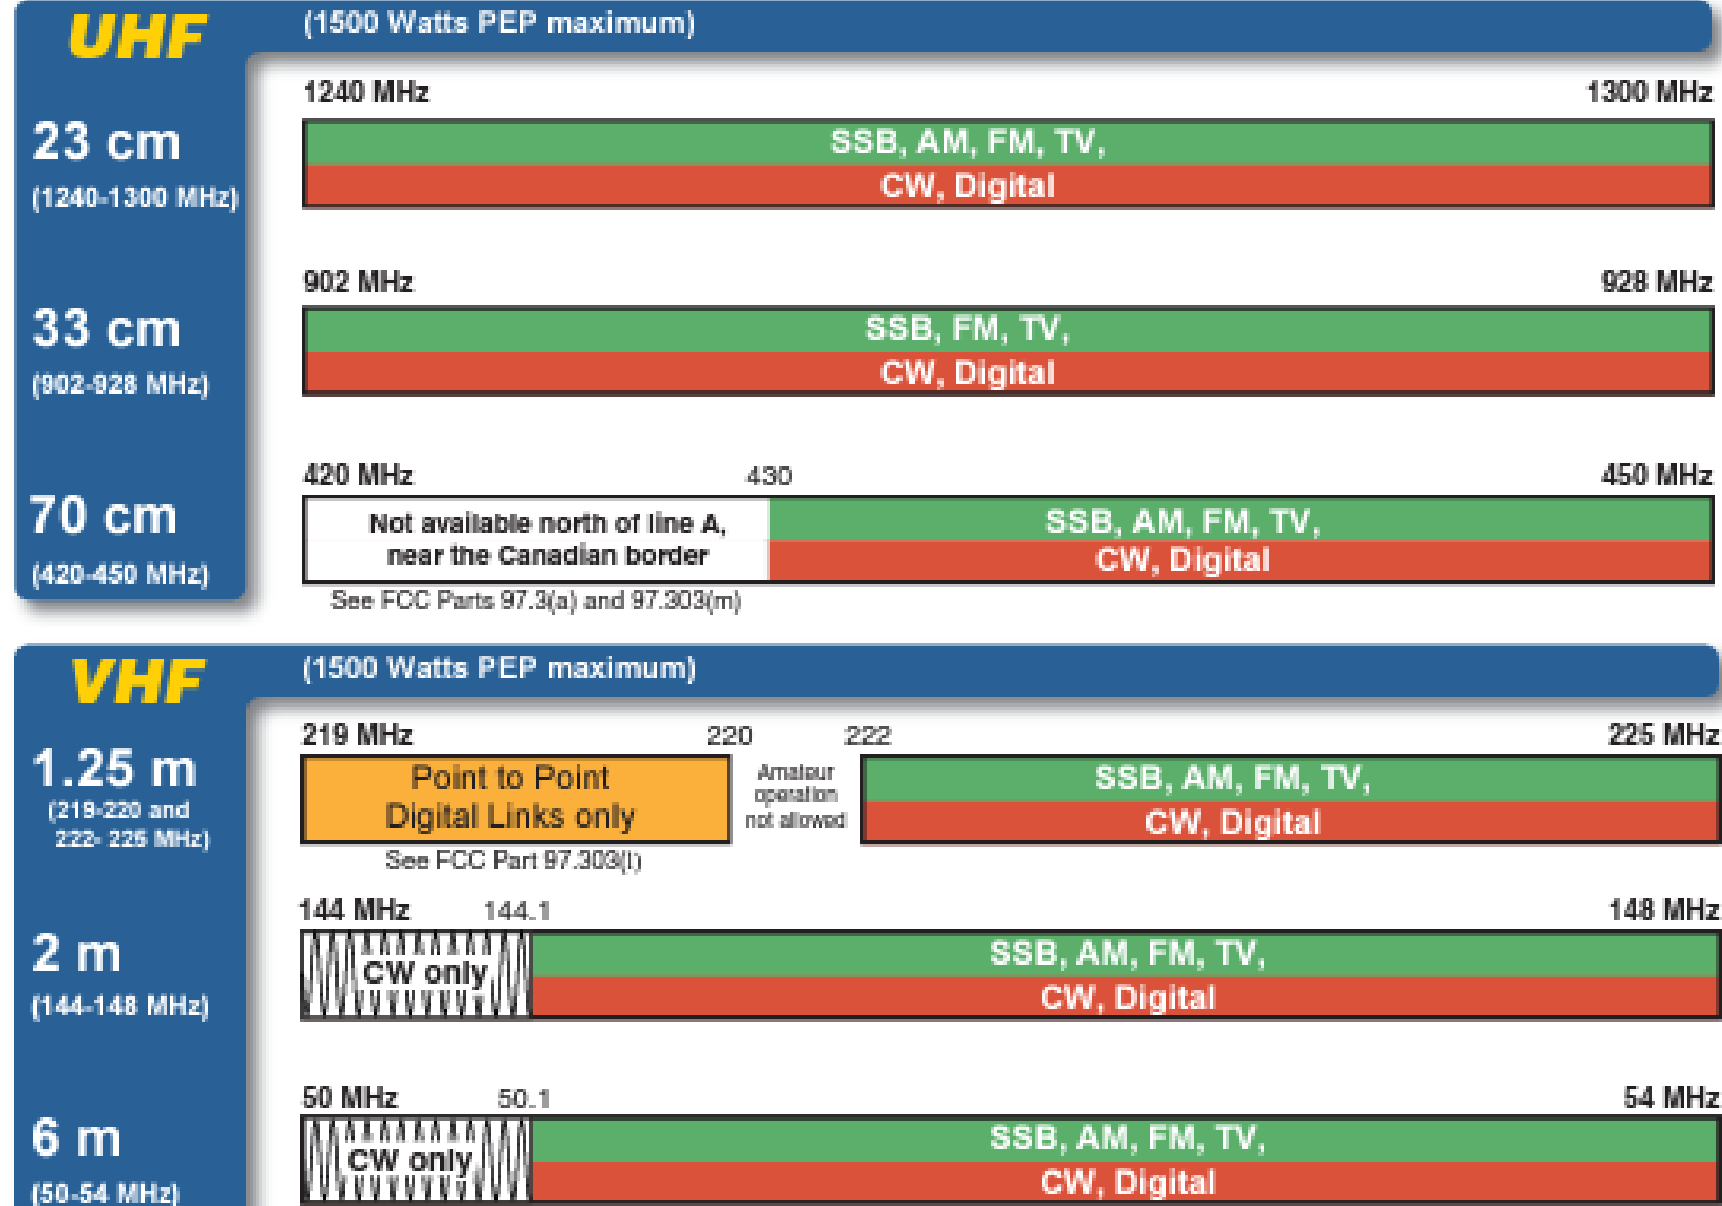 UHF
(1500 Watts PEP maximum)
1240 MHz 1300 MHz
23 cm
(1240-1300 MHz)
SSB, AM, FM, TV,
CW, Digital
902 MHz 928 MHz
33 cm
(902-928 MHz)
SSB, FM, TV,
CW, Digital
420 MHz 430 450 MHz
70 cm
(420-450 MHz)
Not available north of line A,
near the Canadian border
SSB, AM, FM, TV,
CW, Digital
See FCC Parts 97.3(a) and 97.303(m)
VHF
(1500 Watts PEP maximum)
219 MHz 220 222 225 MHz
1.25 m
(219-220 and
222- 225 MHz)
Point to Point
Digital Links only
Amateur
operation
not allowed
SSB, AM, FM, TV,
CW, Digital
See FCC Part 97.303(t)
144 MHz 144.1 148 MHz
2 m
(144-148 MHz)
CW only
SSB, AM, FM, TV,
CW, Digital
50 MHz 50.1 54 MHz
6 m
(50-54 MHz)
CW only
SSB, AM, FM, TV,
CW, Digital